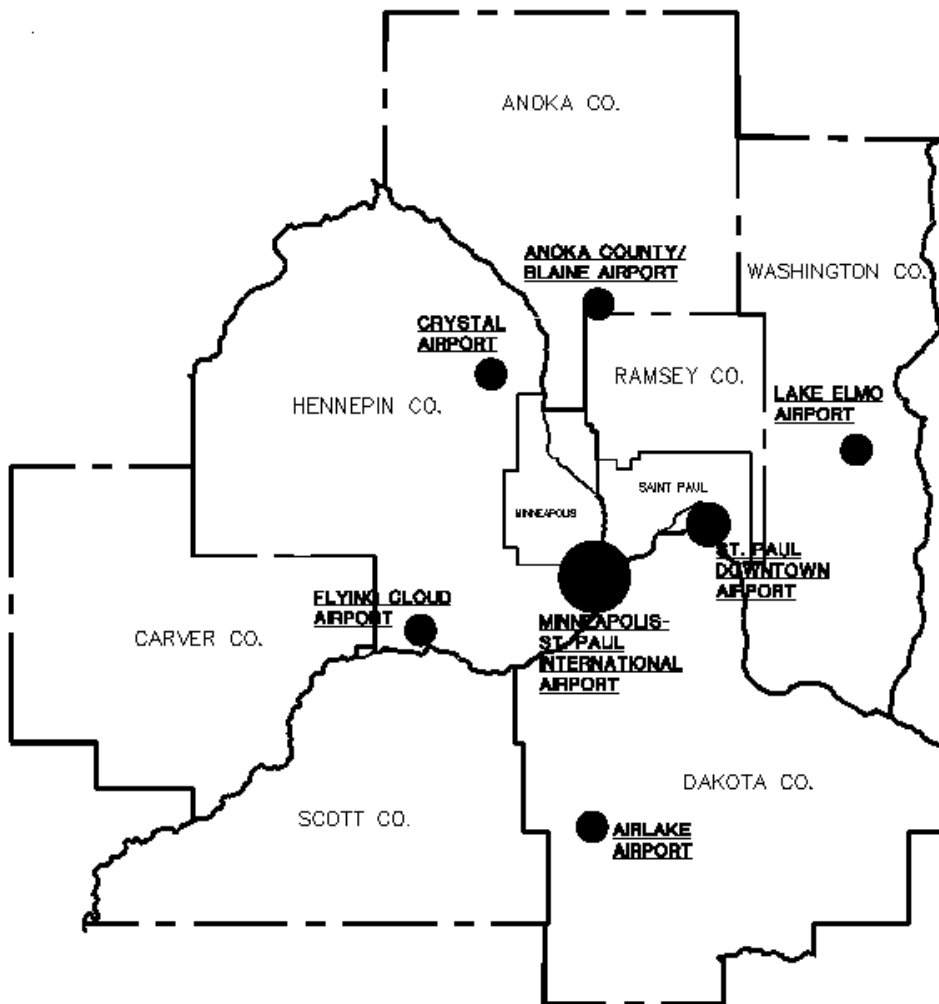 ANOKA CO.
ANOKA COUNTY/
BLAINE AIRPORT
WASHINGTON CO.
CRYSTAL
AIRPORT
RAMSEY CO.
HENNEPIN CO.
LAKE ELMO
AIRPORT
SAINT PAUL
MINNEAPOLIS
ST. PAUL
DOWNTOWN
AIRPORT
FLYING CLOUD
AIRPORT
CARVER CO.
MINNEAPOLIS-
ST. PAUL
INTERNATIONAL
AIRPORT
DAKOTA CO.
SCOTT CO.
AIRLAKE
AIRPORT